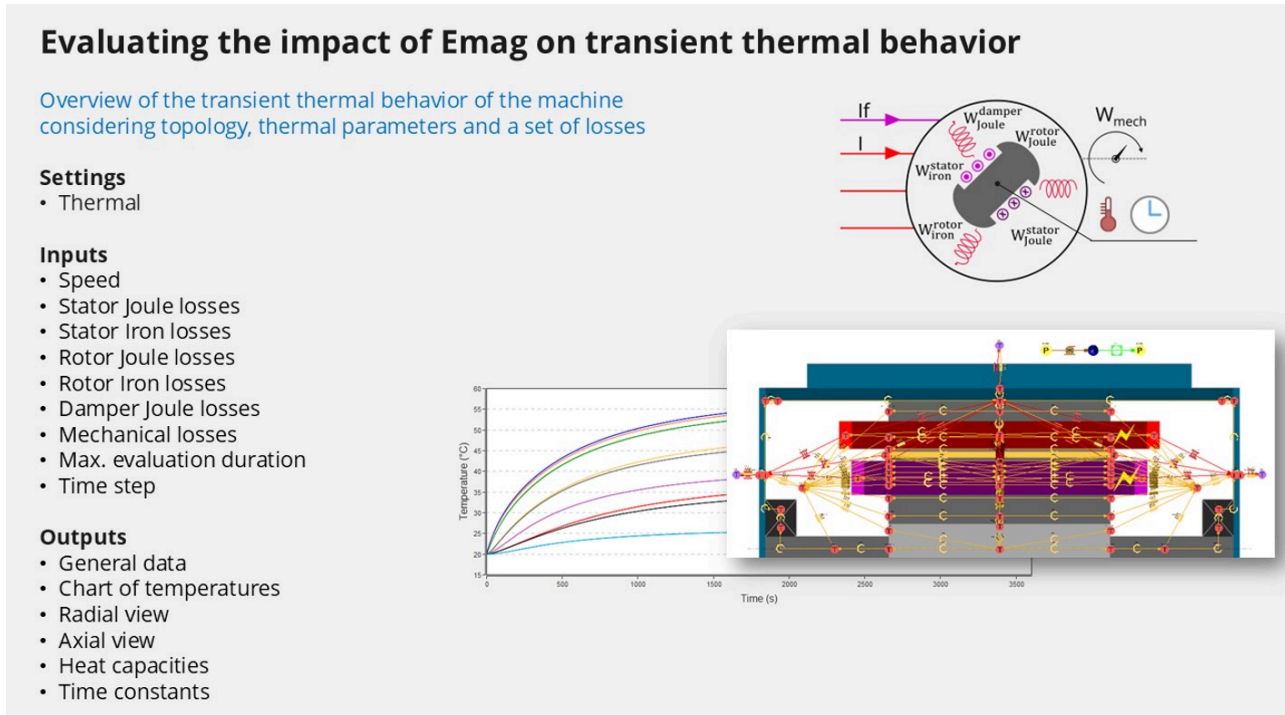 Evaluating the impact of Emag on transient thermal behavior
Overview of the transient thermal behavior of the machine
considering topology, thermal parameters and a set of losses
Settings
• Thermal
Inputs
• Speed
• Stator Joule losses
• Stator Iron losses
• Rotor Joule losses
• Rotor Iron losses
• Damper Joule losses
• Mechanical losses
• Max. evaluation duration
• Time step
Outputs
• General data
• Chart of temperatures
• Radial view
• Axial view
• Heat capacities
• Time constants
If
I
W damper Joule
W rotor Joule
W stator iron
W rotor iron
W stator Joule
W mech
Temperature (°C)
60
55
50
45
40
35
30
25
20
15
0 500 1000 1500 2000 2500 3000 3500
Time (s)
P P